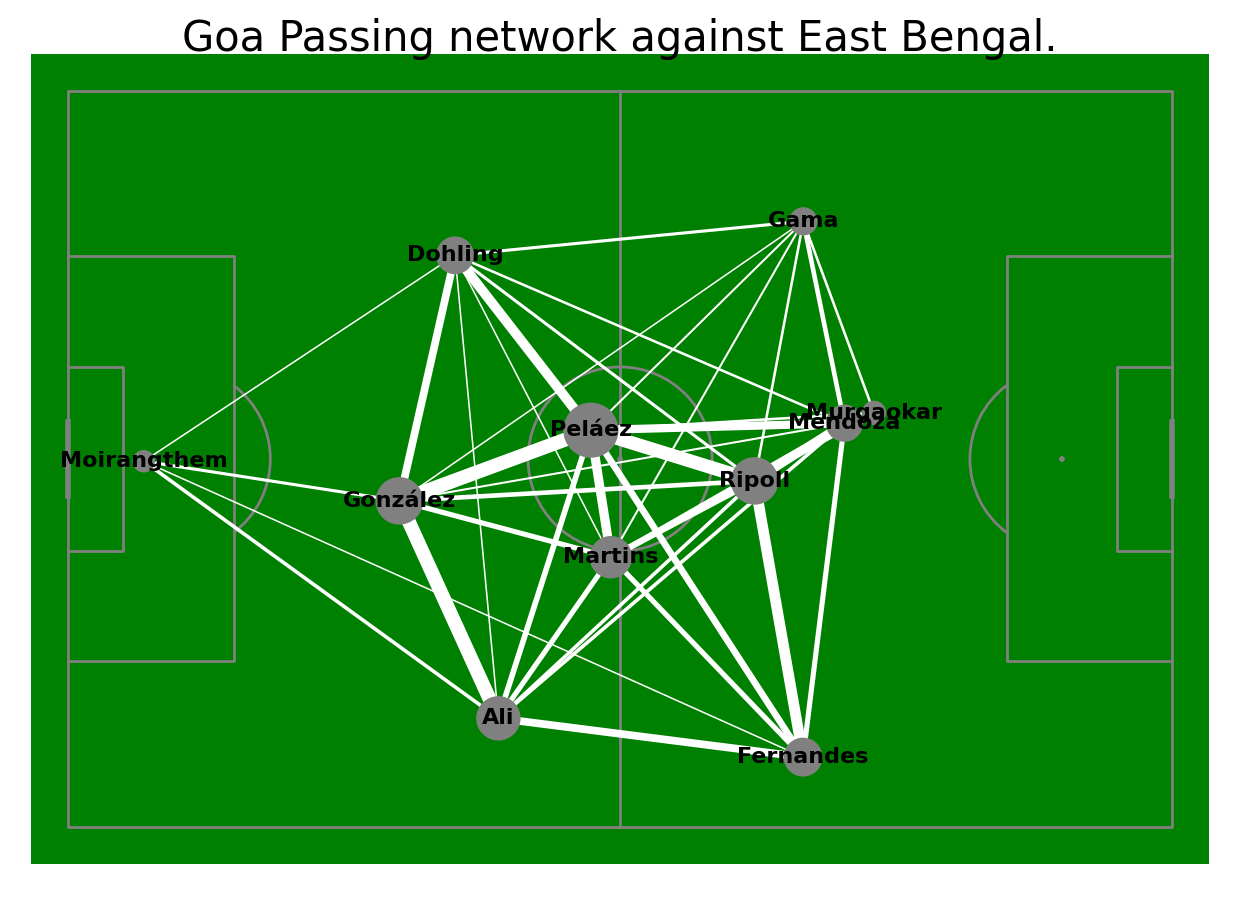 Goa Passing network against East Bengal.
Gama
Dohling
Murgaokar
Mendoza
Peláez
Moirangthem
Ripoll
González
Martins
Ali
Fernandes